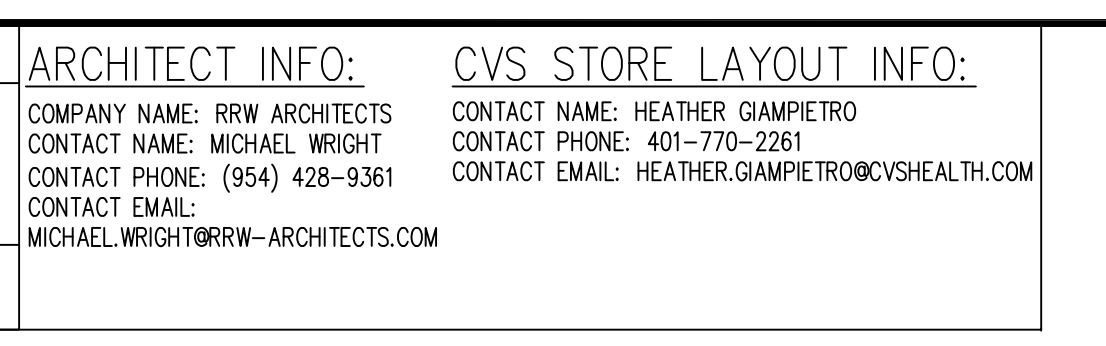 ARCHITECT INFO:
COMPANY NAME: RRW ARCHITECTS
CONTACT NAME: MICHAEL WRIGHT
CONTACT PHONE: (954) 428-9361
CONTACT EMAIL:
MICHAEL.WRIGHT@RRW-ARCHITECTS.COM
CVS STORE LAYOUT INFO:
CONTACT NAME: HEATHER GIAMPIETRO
CONTACT PHONE: 401-770-2261
CONTACT EMAIL: HEATHER.GIAMPIETRO@CVSHEALTH.COM